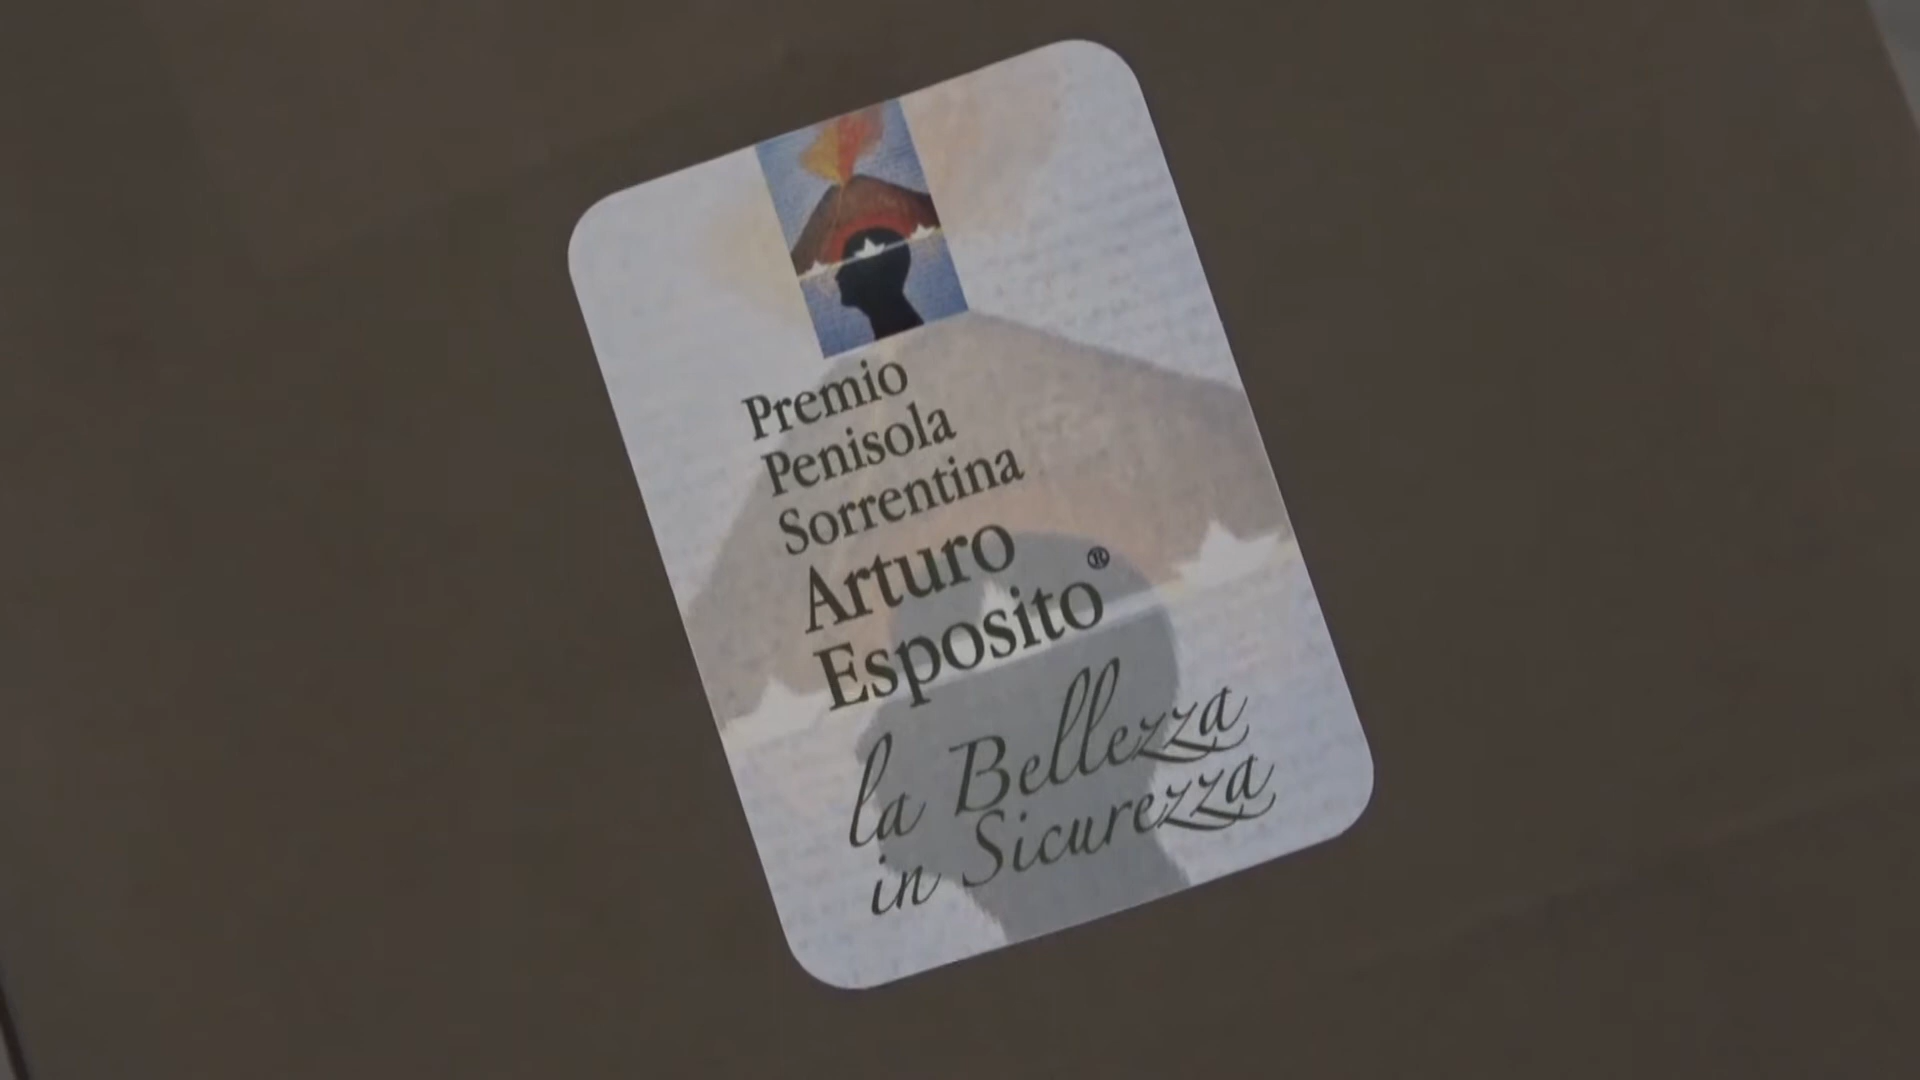 Premio
Penisola
Sorrentina
Arturo
Esposito®
la Bellezza
in Sicurezza